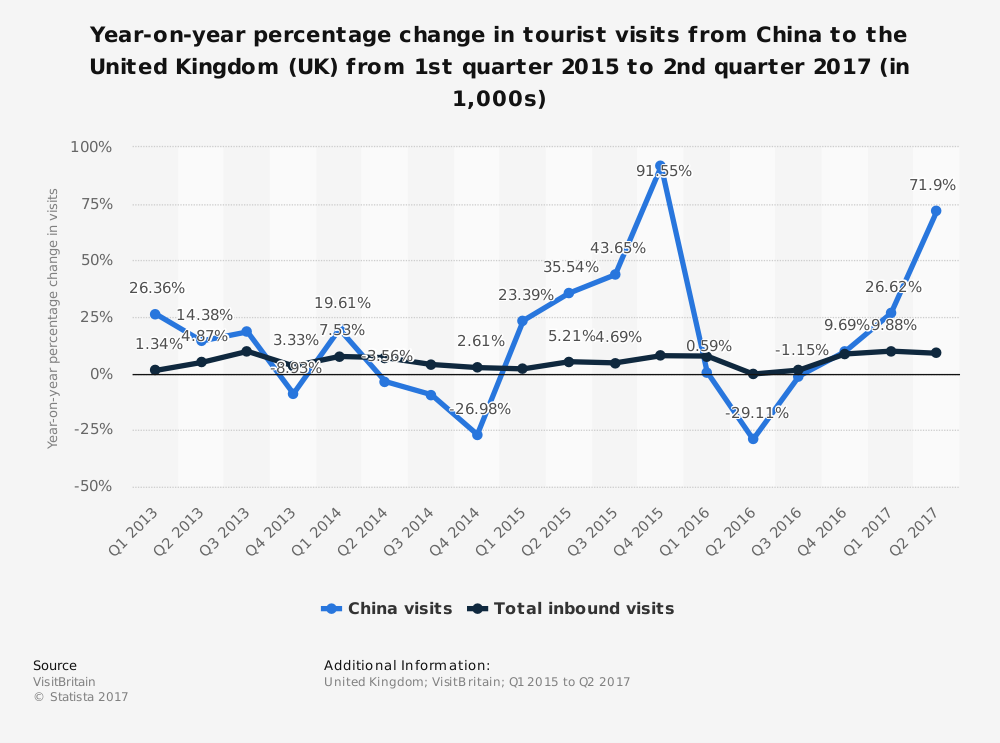 Year-on-year percentage change in tourist visits from China to the
United Kingdom (UK) from 1st quarter 2015 to 2nd quarter 2017 (in
1,000s)
Year-on-year percentage change in visits
100%
75%
50%
25%
0%
-25%
-50%
26.36%
14.38%
-8.93%
19.61%
-3.56%
-26.98%
23.39%
35.54%
43.65%
91.55%
0.59%
-29.11%
-1.15%
9.69%
26.62%
71.9%
1.34%
4.87%
3.33%
7.53%
2.61%
5.21%
4.69%
9.88%
Q1 2013
Q2 2013
Q3 2013
Q4 2013
Q1 2014
Q2 2014
Q3 2014
Q4 2014
Q1 2015
Q2 2015
Q3 2015
Q4 2015
Q1 2016
Q2 2016
Q3 2016
Q4 2016
Q1 2017
Q2 2017
China visits
Total inbound visits
Source
VisitBritain
© Statista 2017
Additional Information:
United Kingdom; VisitBritain; Q1 2015 to Q2 2017